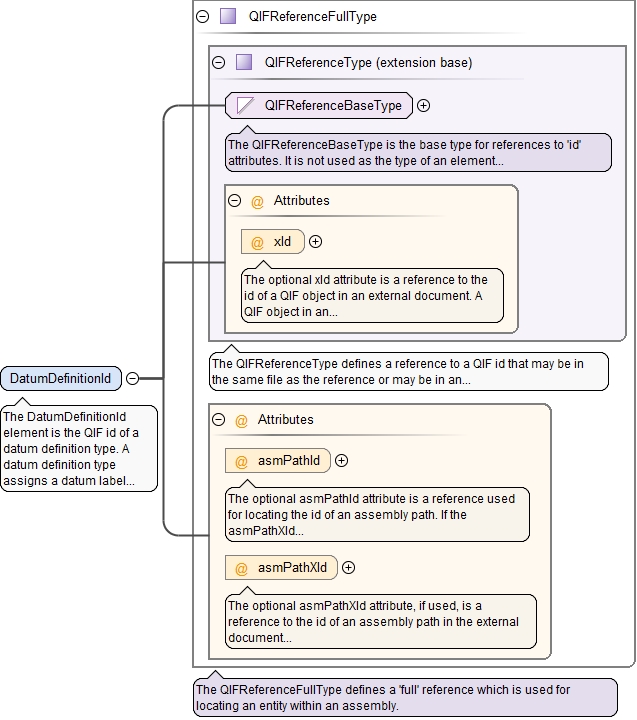 QIFReferenceFullType
QIFReferenceType (extension base)
QIFReferenceBaseType
The QIFReferenceBaseType is the base type for references to 'id'
attributes. It is not used as the type of an element...
@ Attributes
@ xId
The optional xId attribute is a reference to the
id of a QIF object in an external document. A
QIF object in an...
The QIFReferenceType defines a reference to a QIF id that may be in
the same file as the reference or may be in an...
DatumDefinitionId
The DatumDefinitionId
element is the QIF id of a
datum definition type. A
datum definition type
assigns a datum label...
@ Attributes
@ asmPathId
The optional asmPathId attribute is a reference used
for locating the id of an assembly path. If the
asmPathXId...
@ asmPathXId
The optional asmPathXId attribute, if used, is a
reference to the id of an assembly path in the external
document...
The QIFReferenceFullType defines a 'full' reference which is used for
locating an entity within an assembly.